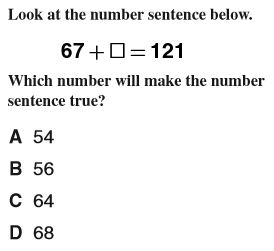 Look at the number sentence below.
67 + □ = 121
Which number will make the number
sentence true?
A 54
B 56
C 64
D 68